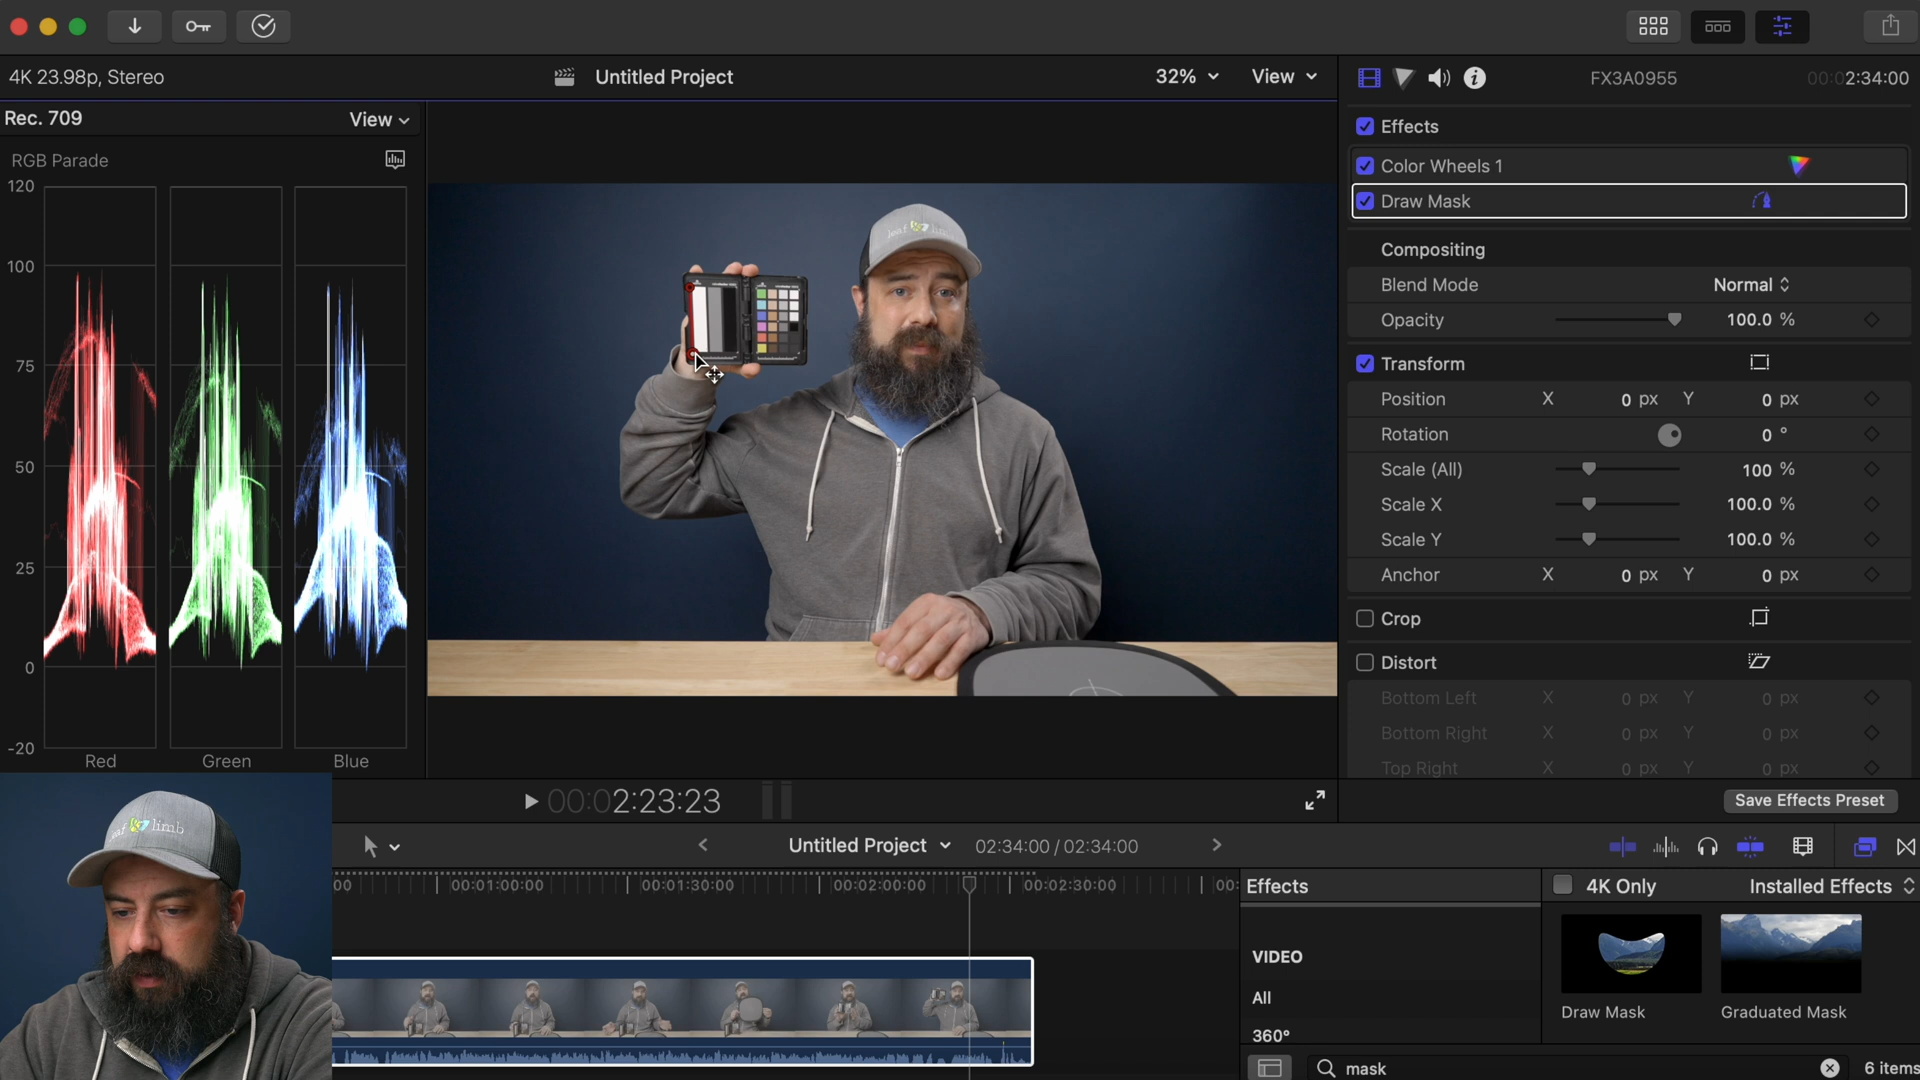 4K 23.98p, Stereo
Untitled Project
32%
View
FX3A0955
00:02:34:00
Rec. 709
View
Effects
RGB Parade
Color Wheels 1
120
Draw Mask
100
75
50
25
0
-20
Red
Green
Blue
leaf limb
Compositing
Blend Mode
Normal
Opacity
100.0 %
Transform
Position
X
0 px
Y
0 px
Rotation
0 °
Scale (All)
100 %
Scale X
100.0 %
Scale Y
100.0 %
Anchor
X
0 px
Y
0 px
Crop
Distort
Bottom Left
X
0 px
Y
0 px
Bottom Right
X
0 px
Y
0 px
Top Right
X
0 px
Y
0 px
00:02:23:23
Save Effects Preset
leaf limb
Untitled Project
02:34:00 / 02:34:00
00
00:01:00:00
00:01:30:00
00:02:00:00
00:02:30:00
00:
Effects
4K Only
Installed Effects
VIDEO
All
360°
Draw Mask
Graduated Mask
mask
6 items